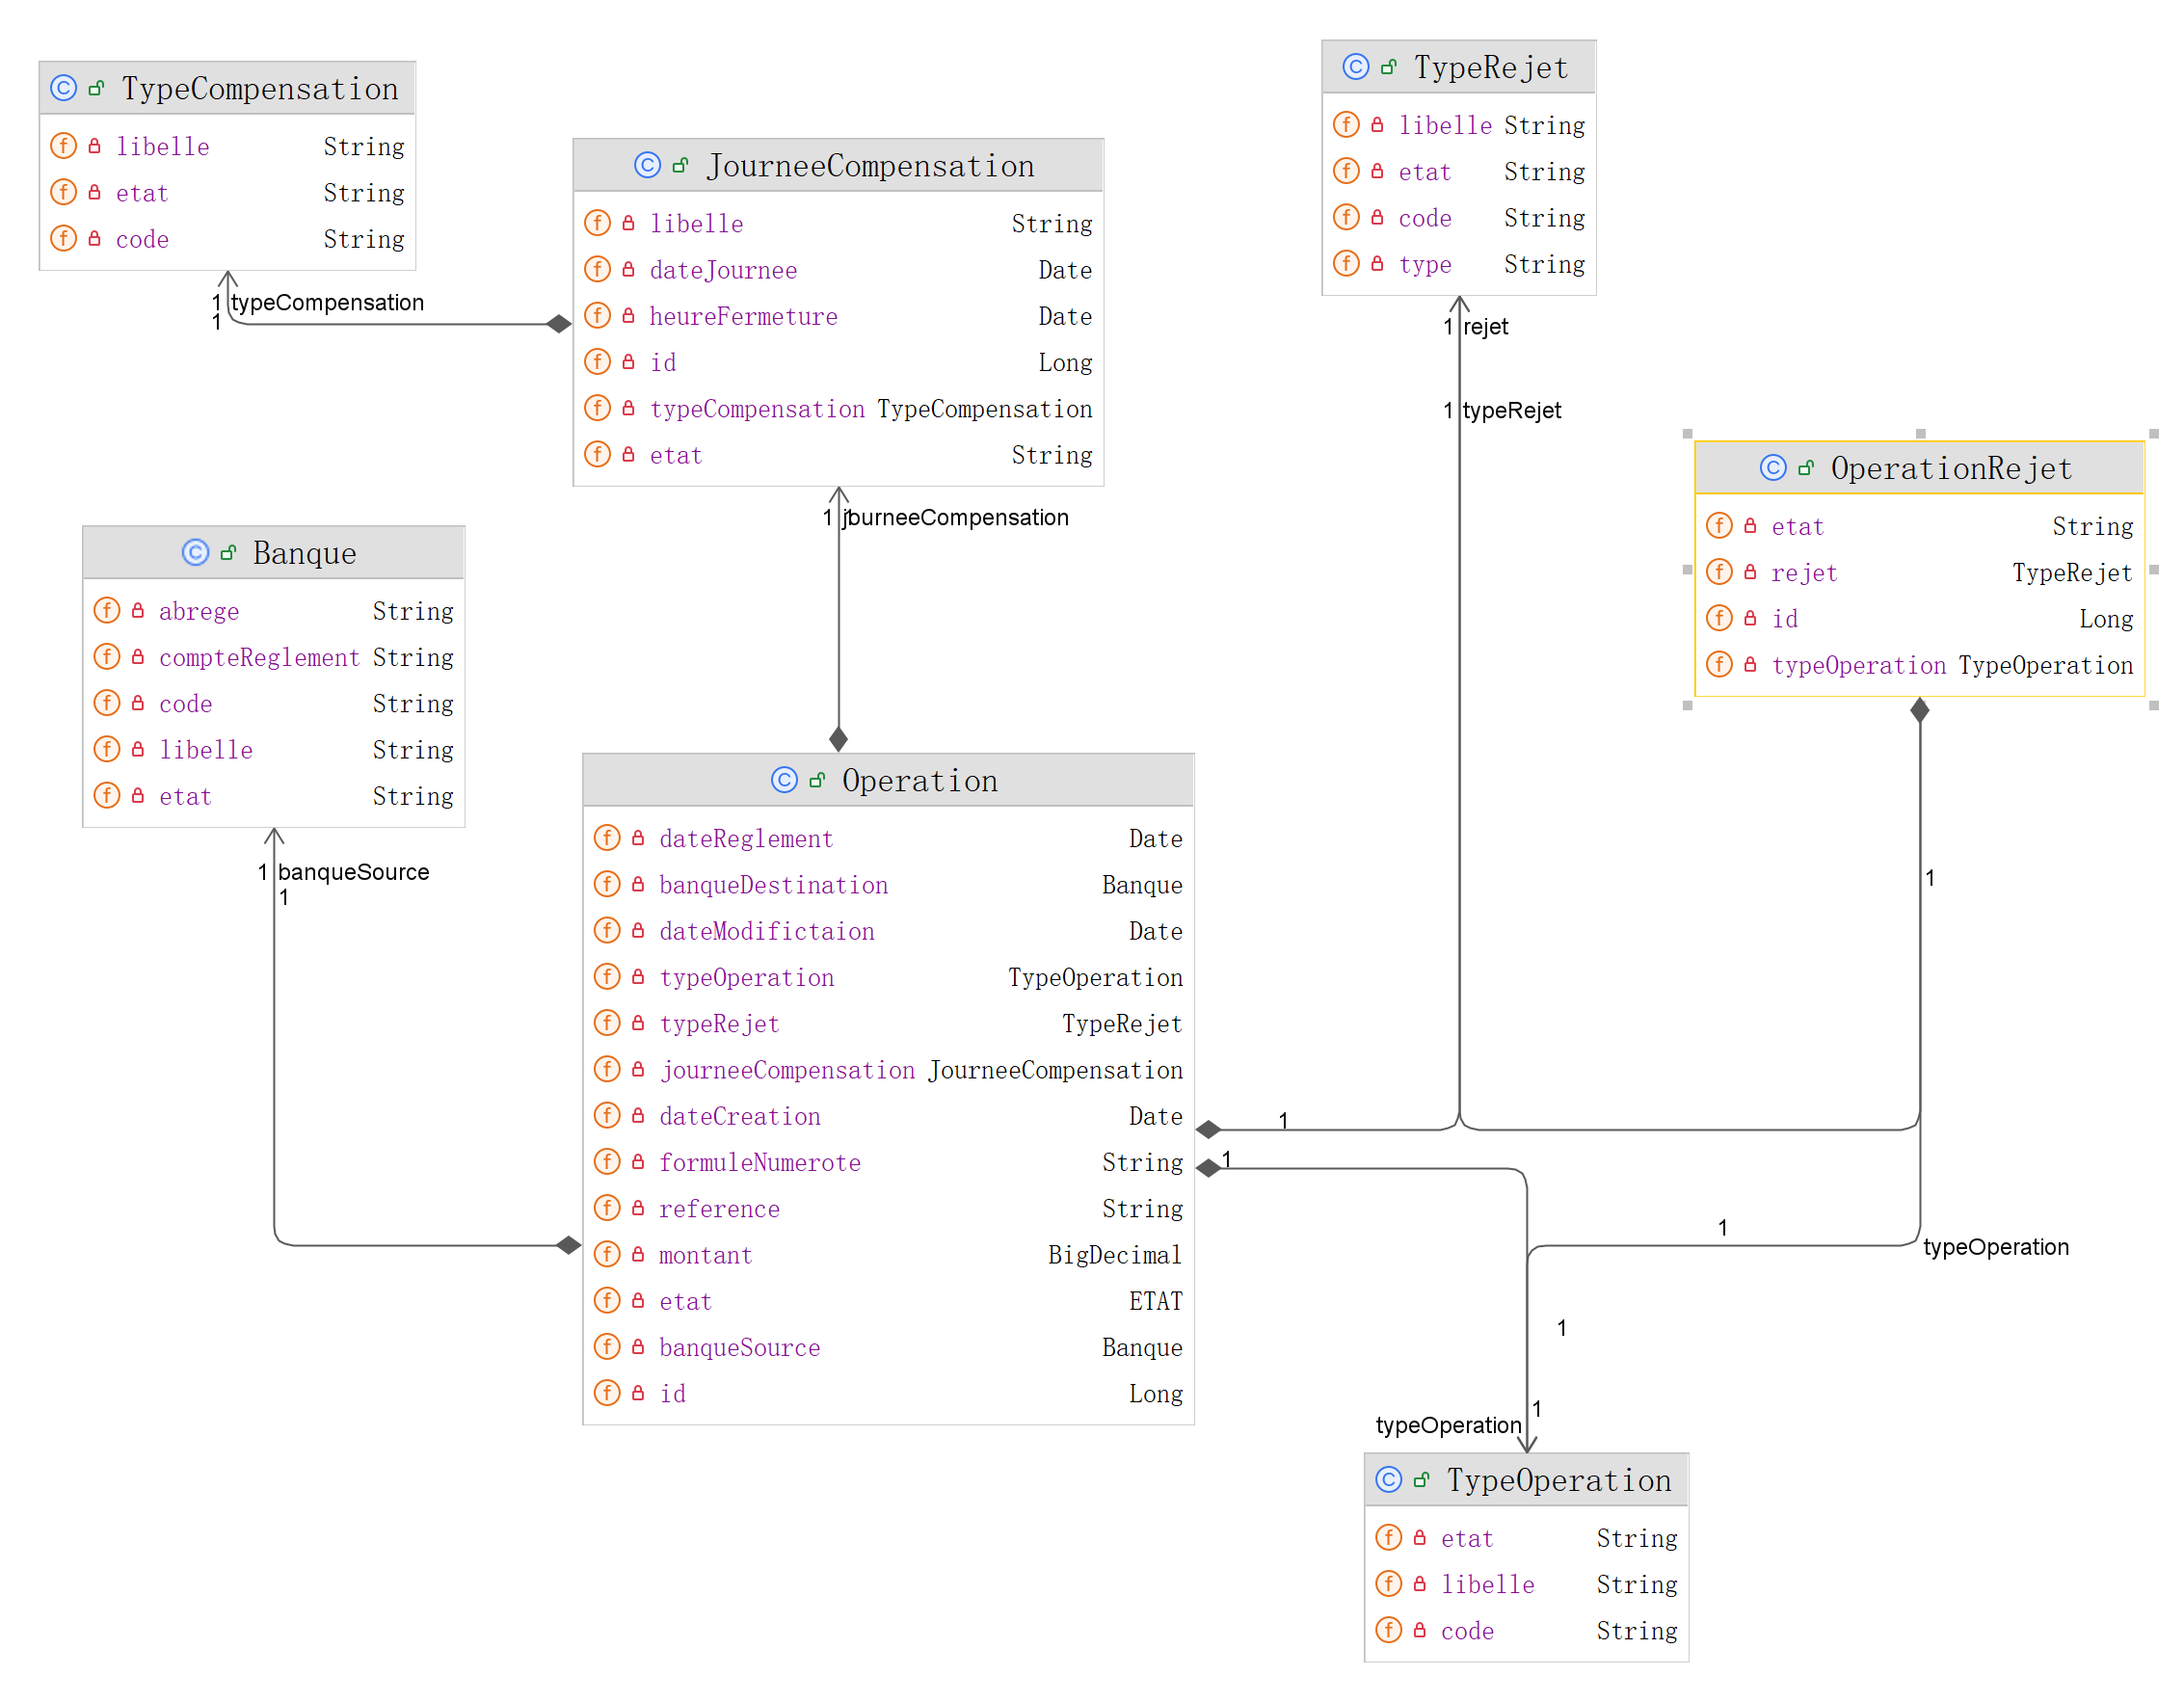 TypeCompensation
libelle String
etat String
code String
1 typeCompensation
1
JourneeCompensation
libelle String
dateJournee Date
heureFermeture Date
id Long
typeCompensation TypeCompensation
etat String
1 journeeCompensation
TypeRejet
libelle String
etat String
code String
type String
1 rejet
1 typeRejet
OperationRejet
etat String
rejet TypeRejet
id Long
typeOperation TypeOperation
1
Banque
abrege String
compteReglement String
code String
libelle String
etat String
1 banqueSource
1
Operation
dateReglement Date
banqueDestination Banque
dateModifictaion Date
typeOperation TypeOperation
typeRejet TypeRejet
journeeCompensation JourneeCompensation
dateCreation Date
formuleNumerote String
reference String
montant BigDecimal
etat ETAT
banqueSource Banque
id Long
1
1
1
typeOperation
1
1
typeOperation
TypeOperation
etat String
libelle String
code String